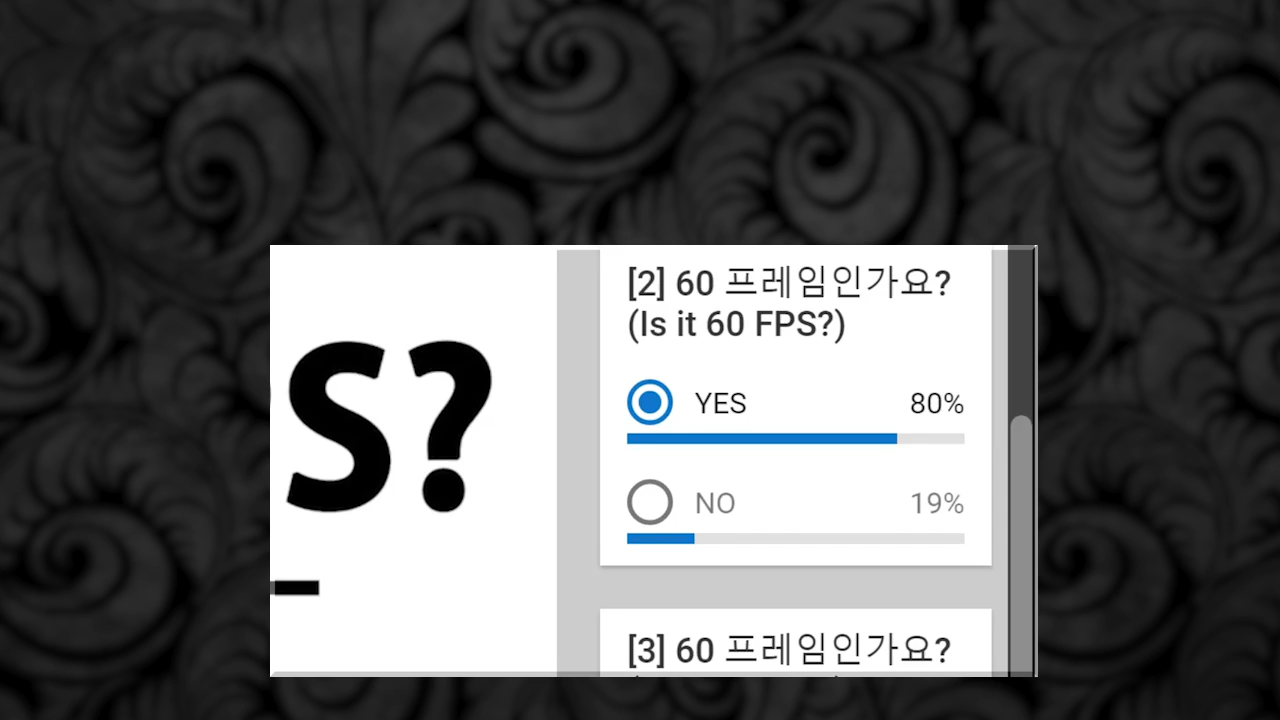 S?
[2] 60 프레임인가요?
(Is it 60 FPS?)
YES 80%
NO 19%
[3] 60 프레임인가요?